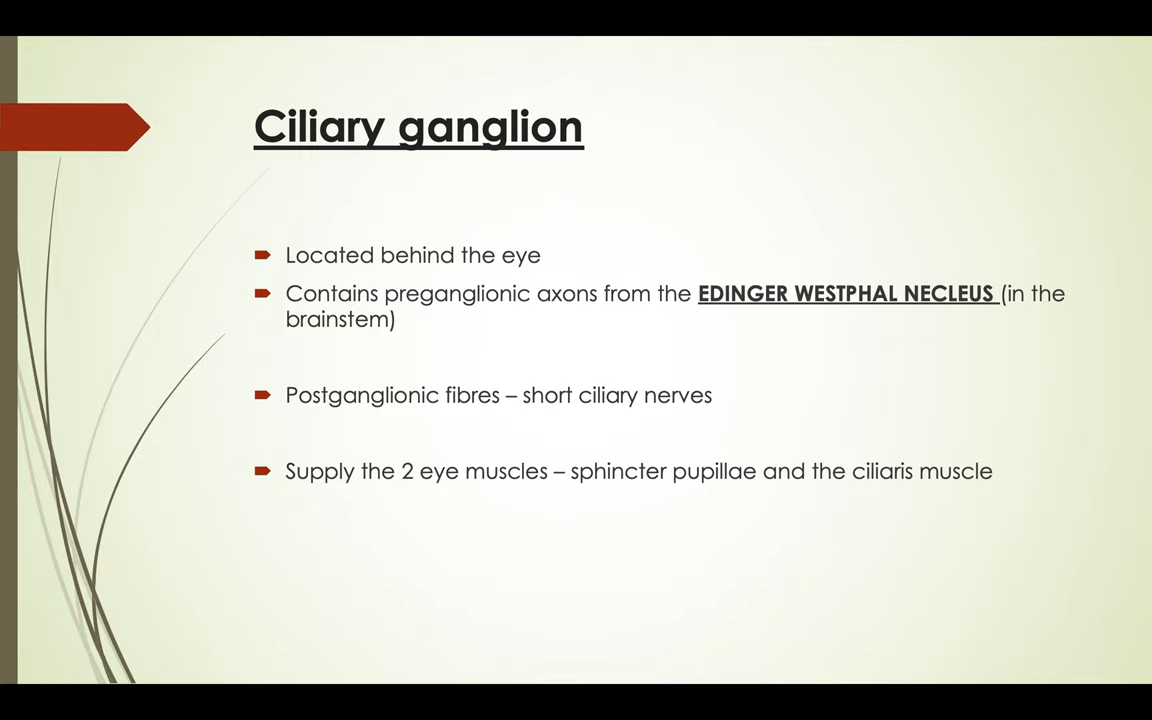 Ciliary ganglion
Located behind the eye
Contains preganglionic axons from the EDINGER WESTPHAL NECLEUS (in the
brainstem)
Postganglionic fibres – short ciliary nerves
Supply the 2 eye muscles – sphincter pupillae and the ciliaris muscle